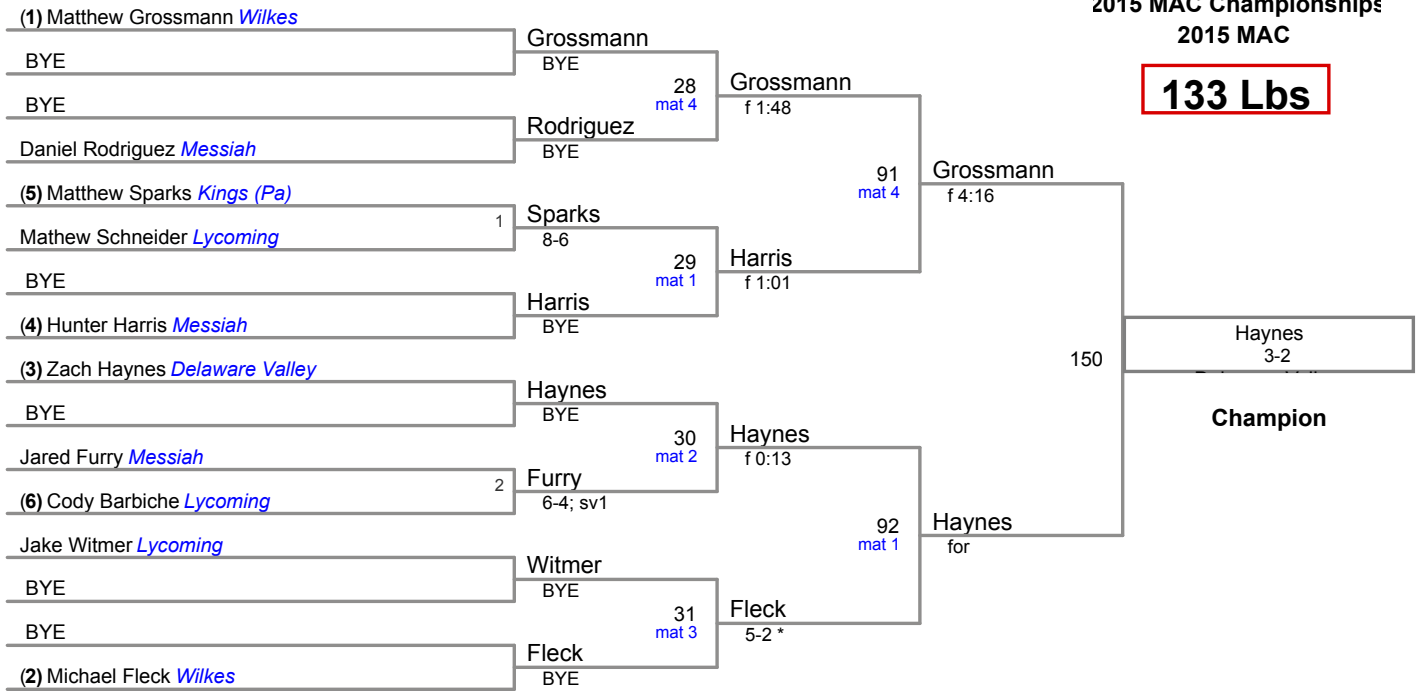 2015 MAC Championships
2015 MAC
133 Lbs
(1) Matthew Grossmann Wilkes
BYE
BYE
Daniel Rodriguez Messiah
(5) Matthew Sparks Kings (Pa)
Mathew Schneider Lycoming
BYE
(4) Hunter Harris Messiah
(3) Zach Haynes Delaware Valley
BYE
Jared Furry Messiah
(6) Cody Barbiche Lycoming
Jake Witmer Lycoming
BYE
BYE
(2) Michael Fleck Wilkes
Grossmann
BYE
Rodriguez
BYE
1
Sparks
8-6
Harris
BYE
Haynes
BYE
2
Furry
6-4; sv1
Witmer
BYE
Fleck
BYE
28
mat 4
Grossmann
f 1:48
29
mat 1
Harris
f 1:01
30
mat 2
Haynes
f 0:13
31
mat 3
Fleck
5-2 *
91
mat 4
Grossmann
f 4:16
92
mat 1
Haynes
for
150
Haynes
3-2
Champion